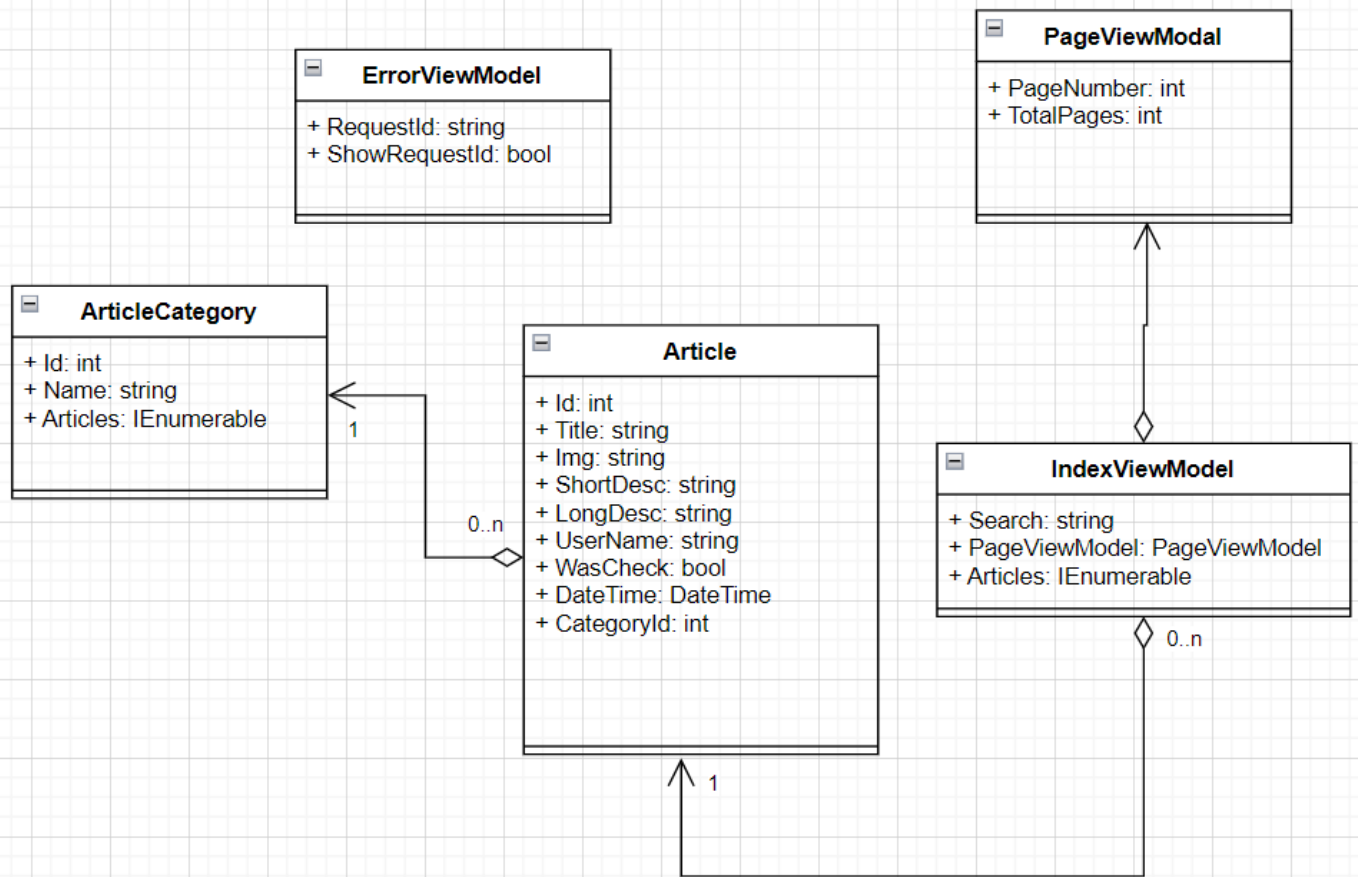 ErrorViewModel
+ RequestId: string
+ ShowRequestId: bool
PageViewModal
+ PageNumber: int
+ TotalPages: int
ArticleCategory
+ Id: int
+ Name: string
+ Articles: IEnumerable
1
0..n
Article
+ Id: int
+ Title: string
+ Img: string
+ ShortDesc: string
+ LongDesc: string
+ UserName: string
+ WasCheck: bool
+ DateTime: DateTime
+ CategoryId: int
1
IndexViewModel
+ Search: string
+ PageViewModel: PageViewModel
+ Articles: IEnumerable
0..n